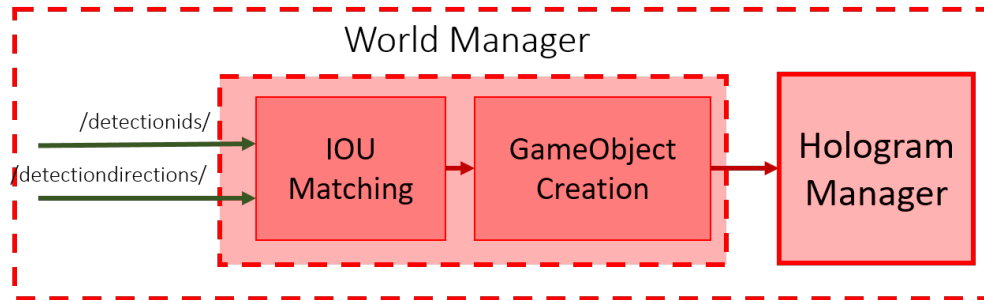 World Manager
/detectionids/
/detectiondirections/
IOU
Matching
GameObject
Creation
Hologram
Manager